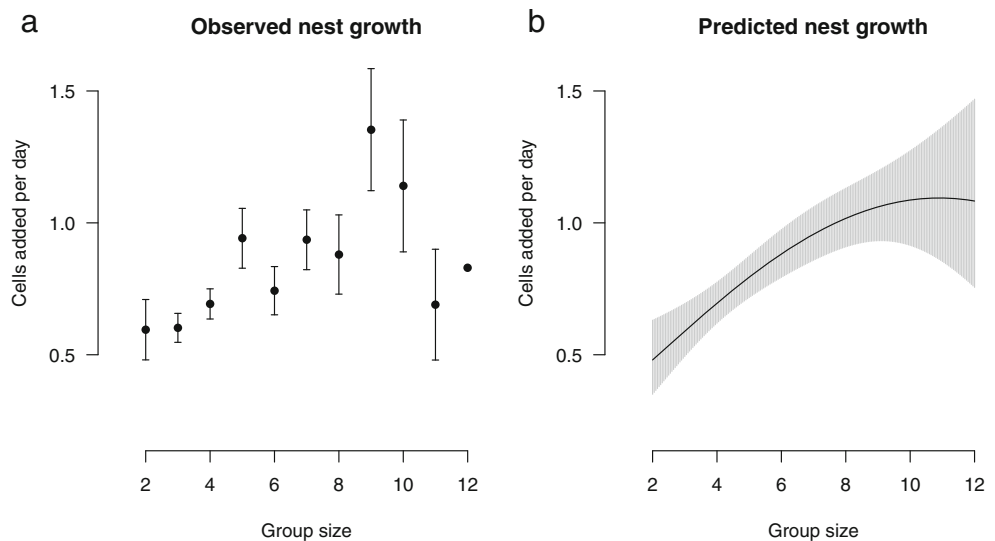 a
Observed nest growth
Cells added per day
1.5
1.0
0.5
2 4 6 8 10 12
Group size
b
Predicted nest growth
Cells added per day
1.5
1.0
0.5
2 4 6 8 10 12
Group size